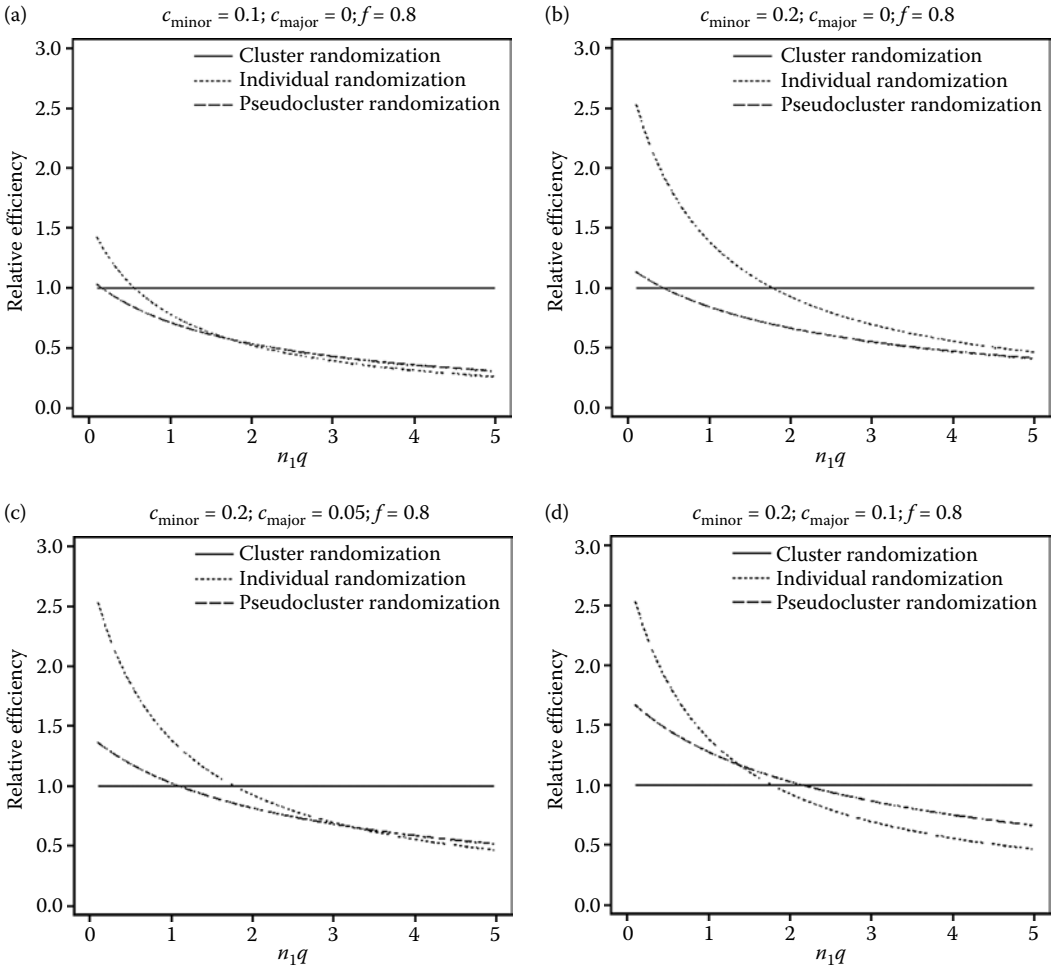 (a)
c_minor = 0.1; c_major = 0; f = 0.8
3.0
2.5
2.0
1.5
1.0
0.5
0.0
Relative efficiency
Cluster randomization
Individual randomization
Pseudocluster randomization
0 1 2 3 4 5
n₁q
(b)
c_minor = 0.2; c_major = 0; f = 0.8
3.0
2.5
2.0
1.5
1.0
0.5
0.0
Relative efficiency
Cluster randomization
Individual randomization
Pseudocluster randomization
0 1 2 3 4 5
n₁q
(c)
c_minor = 0.2; c_major = 0.05; f = 0.8
3.0
2.5
2.0
1.5
1.0
0.5
0.0
Relative efficiency
Cluster randomization
Individual randomization
Pseudocluster randomization
0 1 2 3 4 5
n₁q
(d)
c_minor = 0.2; c_major = 0.1; f = 0.8
3.0
2.5
2.0
1.5
1.0
0.5
0.0
Relative efficiency
Cluster randomization
Individual randomization
Pseudocluster randomization
0 1 2 3 4 5
n₁q